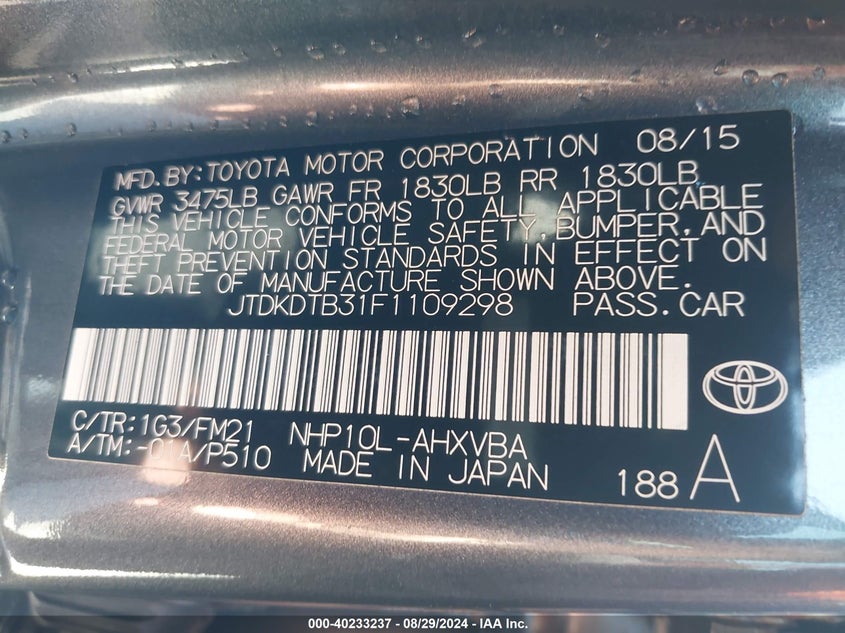 MFD.BY:TOYOTA MOTOR CORPORATION 08/15
GVWR 3475LB GAWR FR 1830LB RR 1830LB
THIS VEHICLE CONFORMS TO ALL APPLICABLE
FEDERAL MOTOR VEHICLE SAFETY,BUMPER,AND
THEFT PREVENTION STANDARDS IN EFFECT ON
THE DATE OF MANUFACTURE SHOWN ABOVE.
JTDKDTB31F1109298 PASS.CAR
C/TR:1G3/FM21 NHP10L-AHXVBA
A/TM:-01A/P510 MADE IN JAPAN 188 A
000-40233237 - 08/29/2024 - IAA Inc.